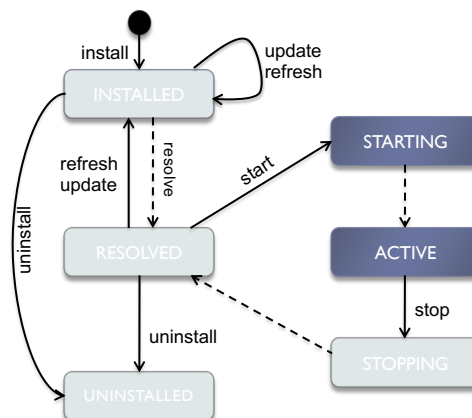 install
update
refresh
INSTALLED
refresh
update
resolve
start
STARTING
uninstall
RESOLVED
ACTIVE
uninstall
stop
STOPPING
UNINSTALLED